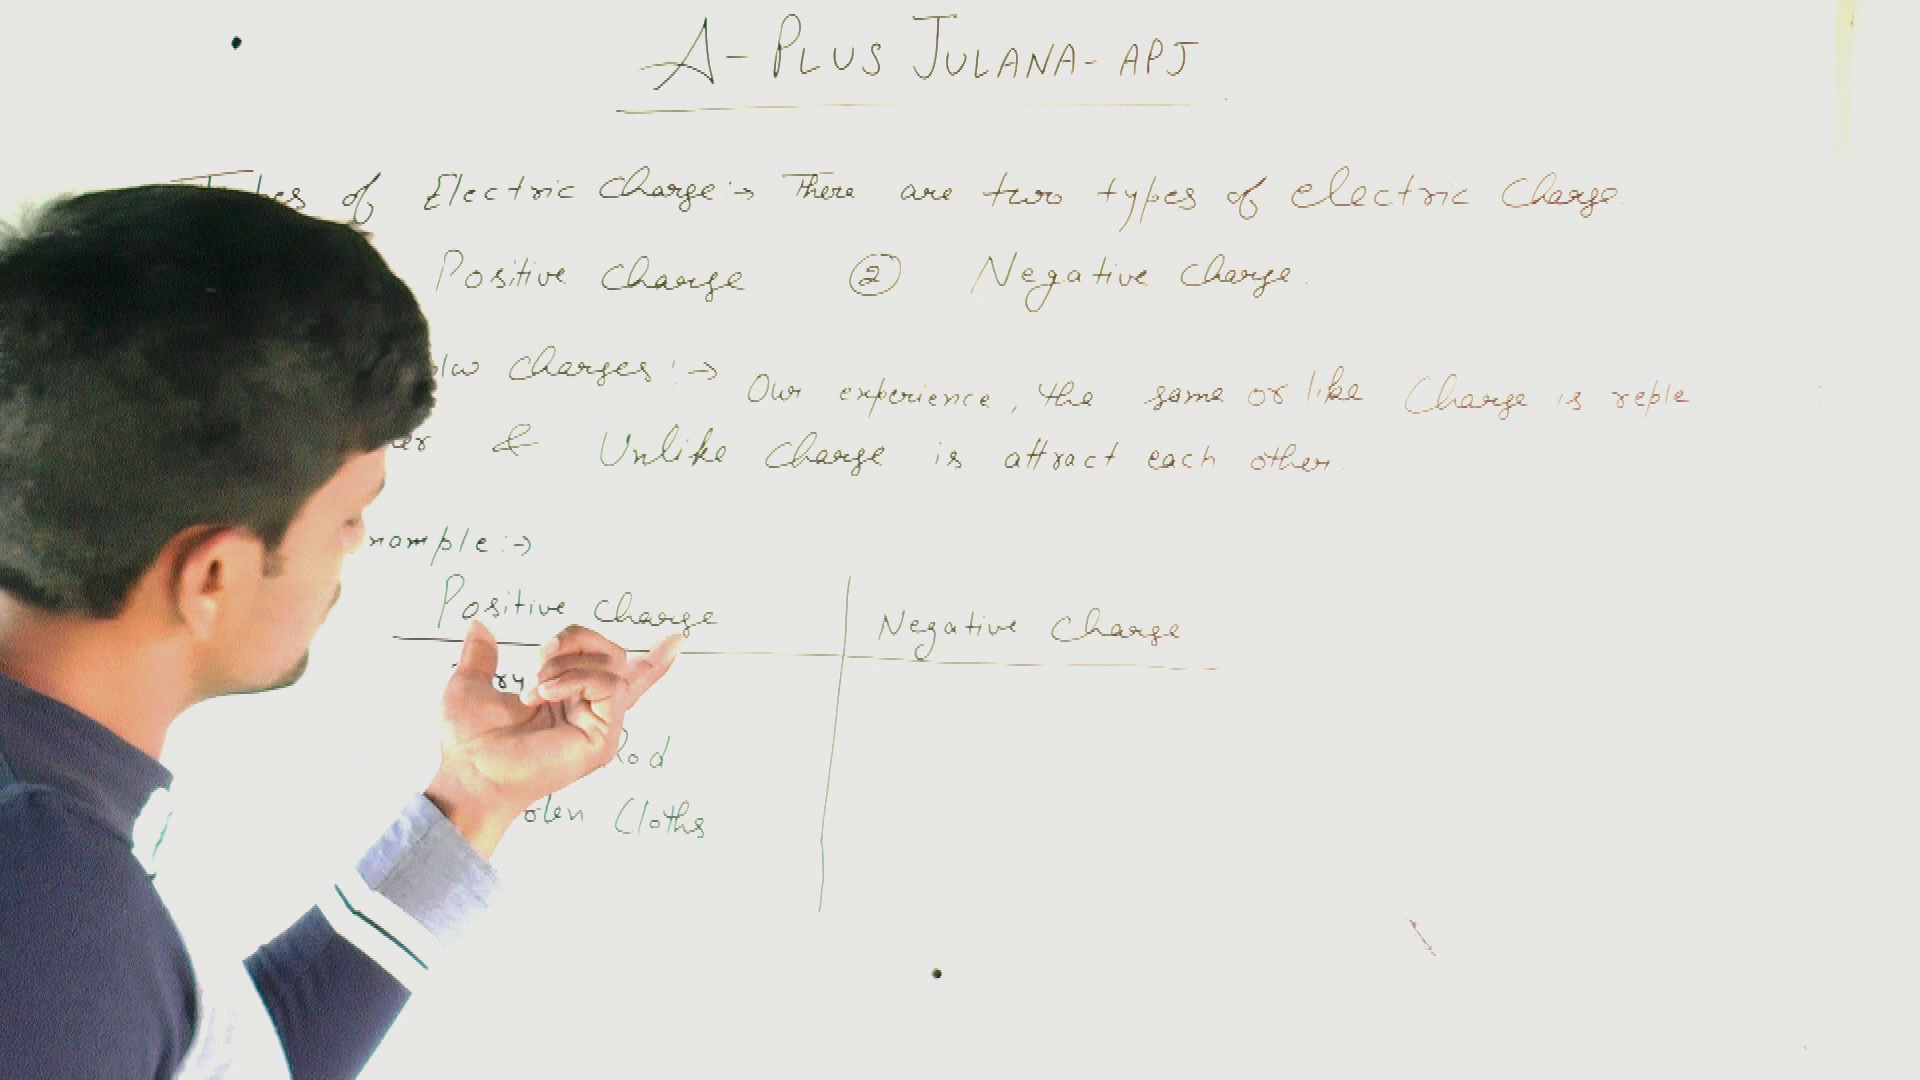 A-PLUS JULANA-APJ
of Electric Charge:→ There are two types of electric Charge
Positive Charge ② Negative Charge.
b/w Charges:→ Our experience, the same or like Charge is reple
& Unlike Charge is attract each other.
Positive Charge Negative Charge
Rod
Cloths